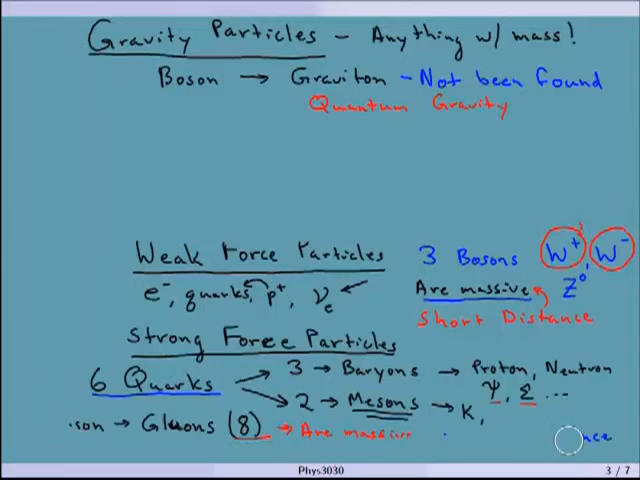 Gravity Particles - Anything w/ mass!
Boson → Graviton - Not been found
Quantum Gravity
Weak Force Particles 3 Bosons W⁺, W⁻
e⁻, quarks, p⁺, νₑ Are massive Z⁰
Short Distance
Strong Force Particles
6 Quarks → 3 → Baryons → Proton, Neutron
→ 2 → Mesons → K, Ψ, Σ ...
son → Gluons (8) → Are massive
Phys3030 3 / 7